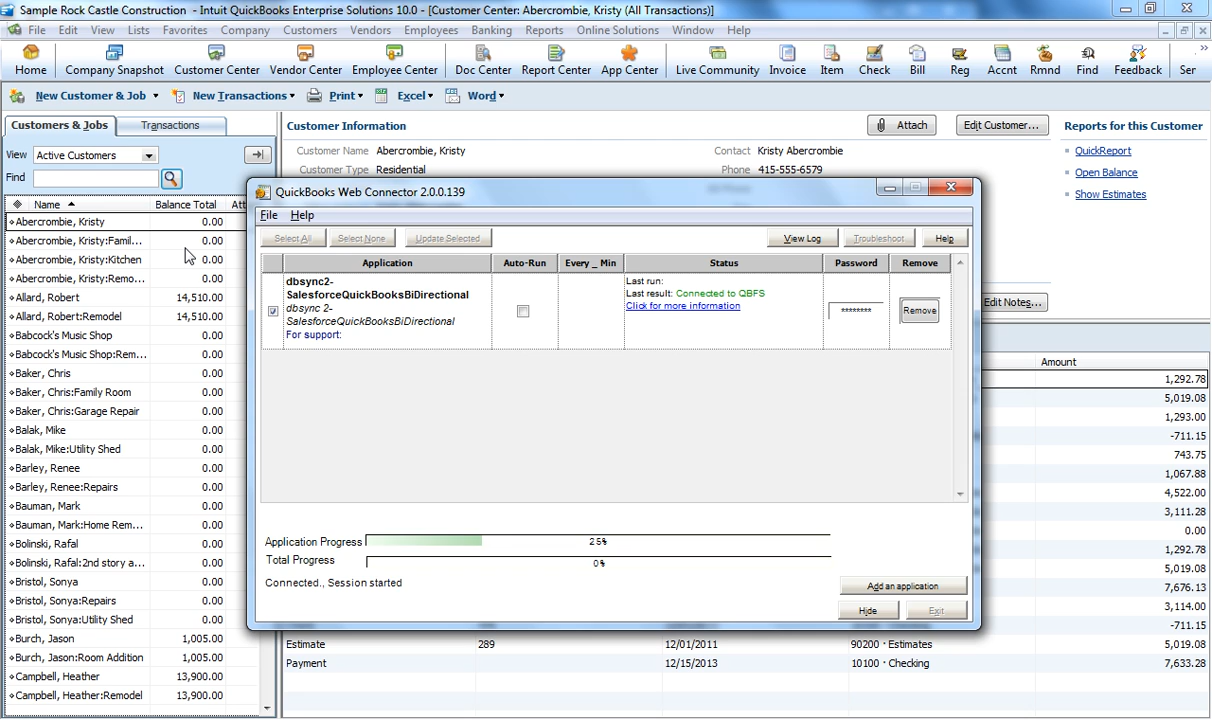 Sample Rock Castle Construction - Intuit QuickBooks Enterprise Solutions 10.0 - [Customer Center: Abercrombie, Kristy (All Transactions)]
File Edit View Lists Favorites Company Customers Vendors Employees Banking Reports Online Solutions Window Help
Home Company Snapshot Customer Center Vendor Center Employee Center Doc Center Report Center App Center Live Community Invoice Item Check Bill Reg Accnt Rmnd Find Feedback Ser
New Customer & Job New Transactions Print Excel Word
Customers & Jobs Transactions
View Active Customers
Find
Name Balance Total Att
Abercrombie, Kristy 0.00
Abercrombie, Kristy:Famil... 0.00
Abercrombie, Kristy:Kitchen 0.00
Abercrombie, Kristy:Remo... 0.00
Allard, Robert 14,510.00
Allard, Robert:Remodel 14,510.00
Babcock's Music Shop 0.00
Babcock's Music Shop:Rem... 0.00
Baker, Chris 0.00
Baker, Chris:Family Room 0.00
Baker, Chris:Garage Repair 0.00
Balak, Mike 0.00
Balak, Mike:Utility Shed 0.00
Barley, Renee 0.00
Barley, Renee:Repairs 0.00
Bauman, Mark 0.00
Bauman, Mark:Home Rem... 0.00
Bolinski, Rafal 0.00
Bolinski, Rafal:2nd story a... 0.00
Bristol, Sonya 0.00
Bristol, Sonya:Repairs 0.00
Bristol, Sonya:Utility Shed 0.00
Burch, Jason 1,005.00
Burch, Jason:Room Addition 1,005.00
Campbell, Heather 13,900.00
Campbell, Heather:Remodel 13,900.00
Customer Information Attach Edit Customer...
Customer Name Abercrombie, Kristy Contact Kristy Abercrombie
Customer Type Residential Phone 415-555-6579
Reports for this Customer
QuickReport
Open Balance
Show Estimates
Edit Notes...
QuickBooks Web Connector 2.0.0.139
File Help
Select All Select None Update Selected View Log Troubleshoot Help
Application Auto-Run Every _ Min Status Password Remove
dbsync2-
SalesforceQuickBooksBiDirectional
dbsync 2-
SalesforceQuickBooksBiDirectional
For support:
Last run:
Last result: Connected to QBFS
Click for more information
********
Remove
Application Progress 25%
Total Progress 0%
Connected., Session started
Add an application
Hide Exit
Amount
1,292.78
5,019.08
1,293.00
-711.15
743.75
1,067.88
4,522.00
3,111.28
0.00
1,292.78
5,019.08
7,676.13
3,114.00
-711.15
Estimate 289 12/01/2011 90200 · Estimates 5,019.08
Payment 12/15/2013 10100 · Checking 7,633.28